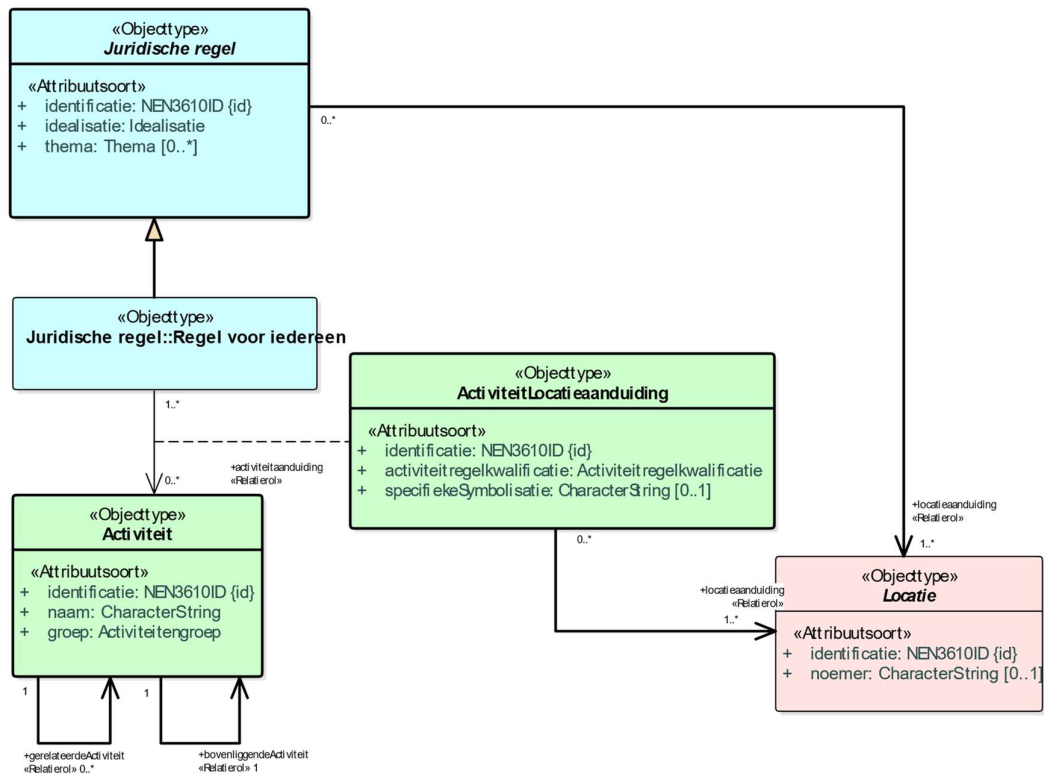 «Objecttype»
Juridische regel
«Attribuutsoort»
+ identificatie: NEN3610ID {id}
+ idealisatie: Idealisatie
+ thema: Thema [0..*]
0..*
«Objecttype»
Juridische regel::Regel voor iedereen
1..*
+activiteitaanduiding
«Relatierol»
0..*
«Objecttype»
ActiviteitLocatieaanduiding
«Attribuutsoort»
+ identificatie: NEN3610ID {id}
+ activiteitregelkwalificatie: Activiteitregelkwalificatie
+ specifiekeSymbolisatie: CharacterString [0..1]
0..*
+locatieaanduiding
«Relatierol»
1..*
+locatieaanduiding
«Relatierol»
1..*
«Objecttype»
Activiteit
«Attribuutsoort»
+ identificatie: NEN3610ID {id}
+ naam: CharacterString
+ groep: Activiteitengroep
1
1
+gerelateerdeActiviteit
«Relatierol» 0..*
+bovenliggendeActiviteit
«Relatierol» 1
«Objecttype»
Locatie
«Attribuutsoort»
+ identificatie: NEN3610ID {id}
+ noemer: CharacterString [0..1]